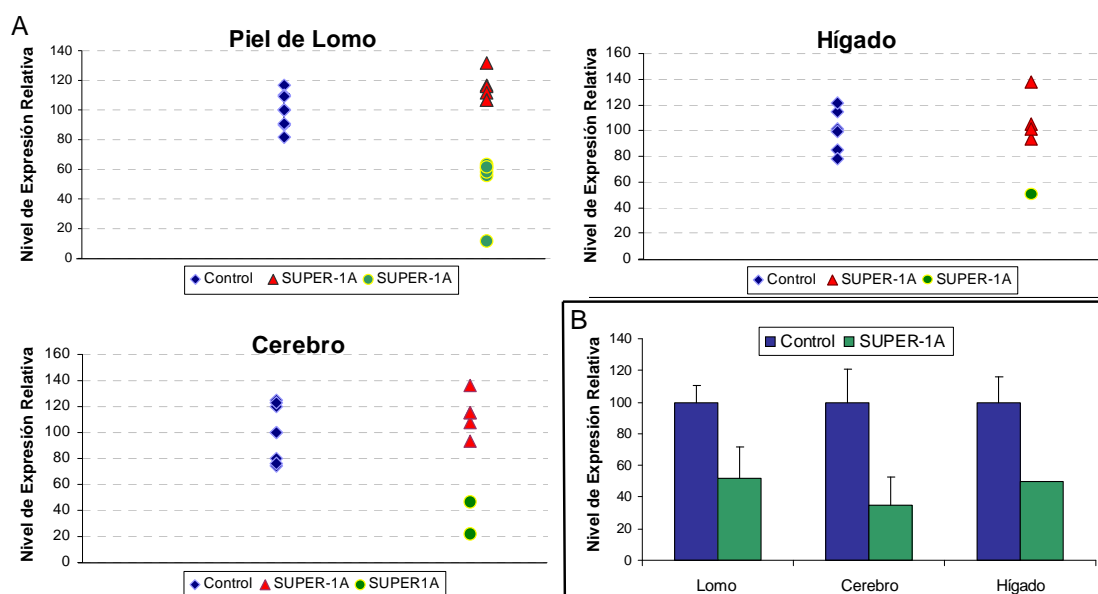 A
Piel de Lomo
Nivel de Expresión Relativa
140
120
100
80
60
40
20
0
Control SUPER-1A SUPER-1A
Hígado
Nivel de Expresión Relativa
160
140
120
100
80
60
40
20
0
Control SUPER-1A SUPER-1A
Cerebro
Nivel de Expresión Relativa
160
140
120
100
80
60
40
20
0
Control SUPER-1A SUPER1A
B
Nivel de Expresión Relativa
140
120
100
80
60
40
20
0
Control SUPER-1A
Lomo Cerebro Hígado